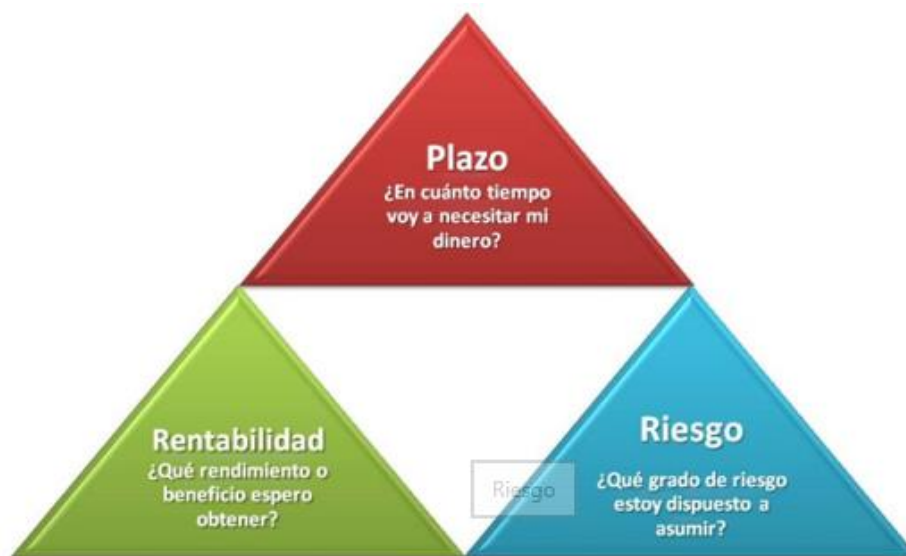 Plazo
¿En cuánto tiempo
voy a necesitar mi
dinero?
Rentabilidad
¿Qué rendimiento o
beneficio espero
obtener?
Riesgo
Riesgo
¿Qué grado de riesgo
estoy dispuesto a
asumir?